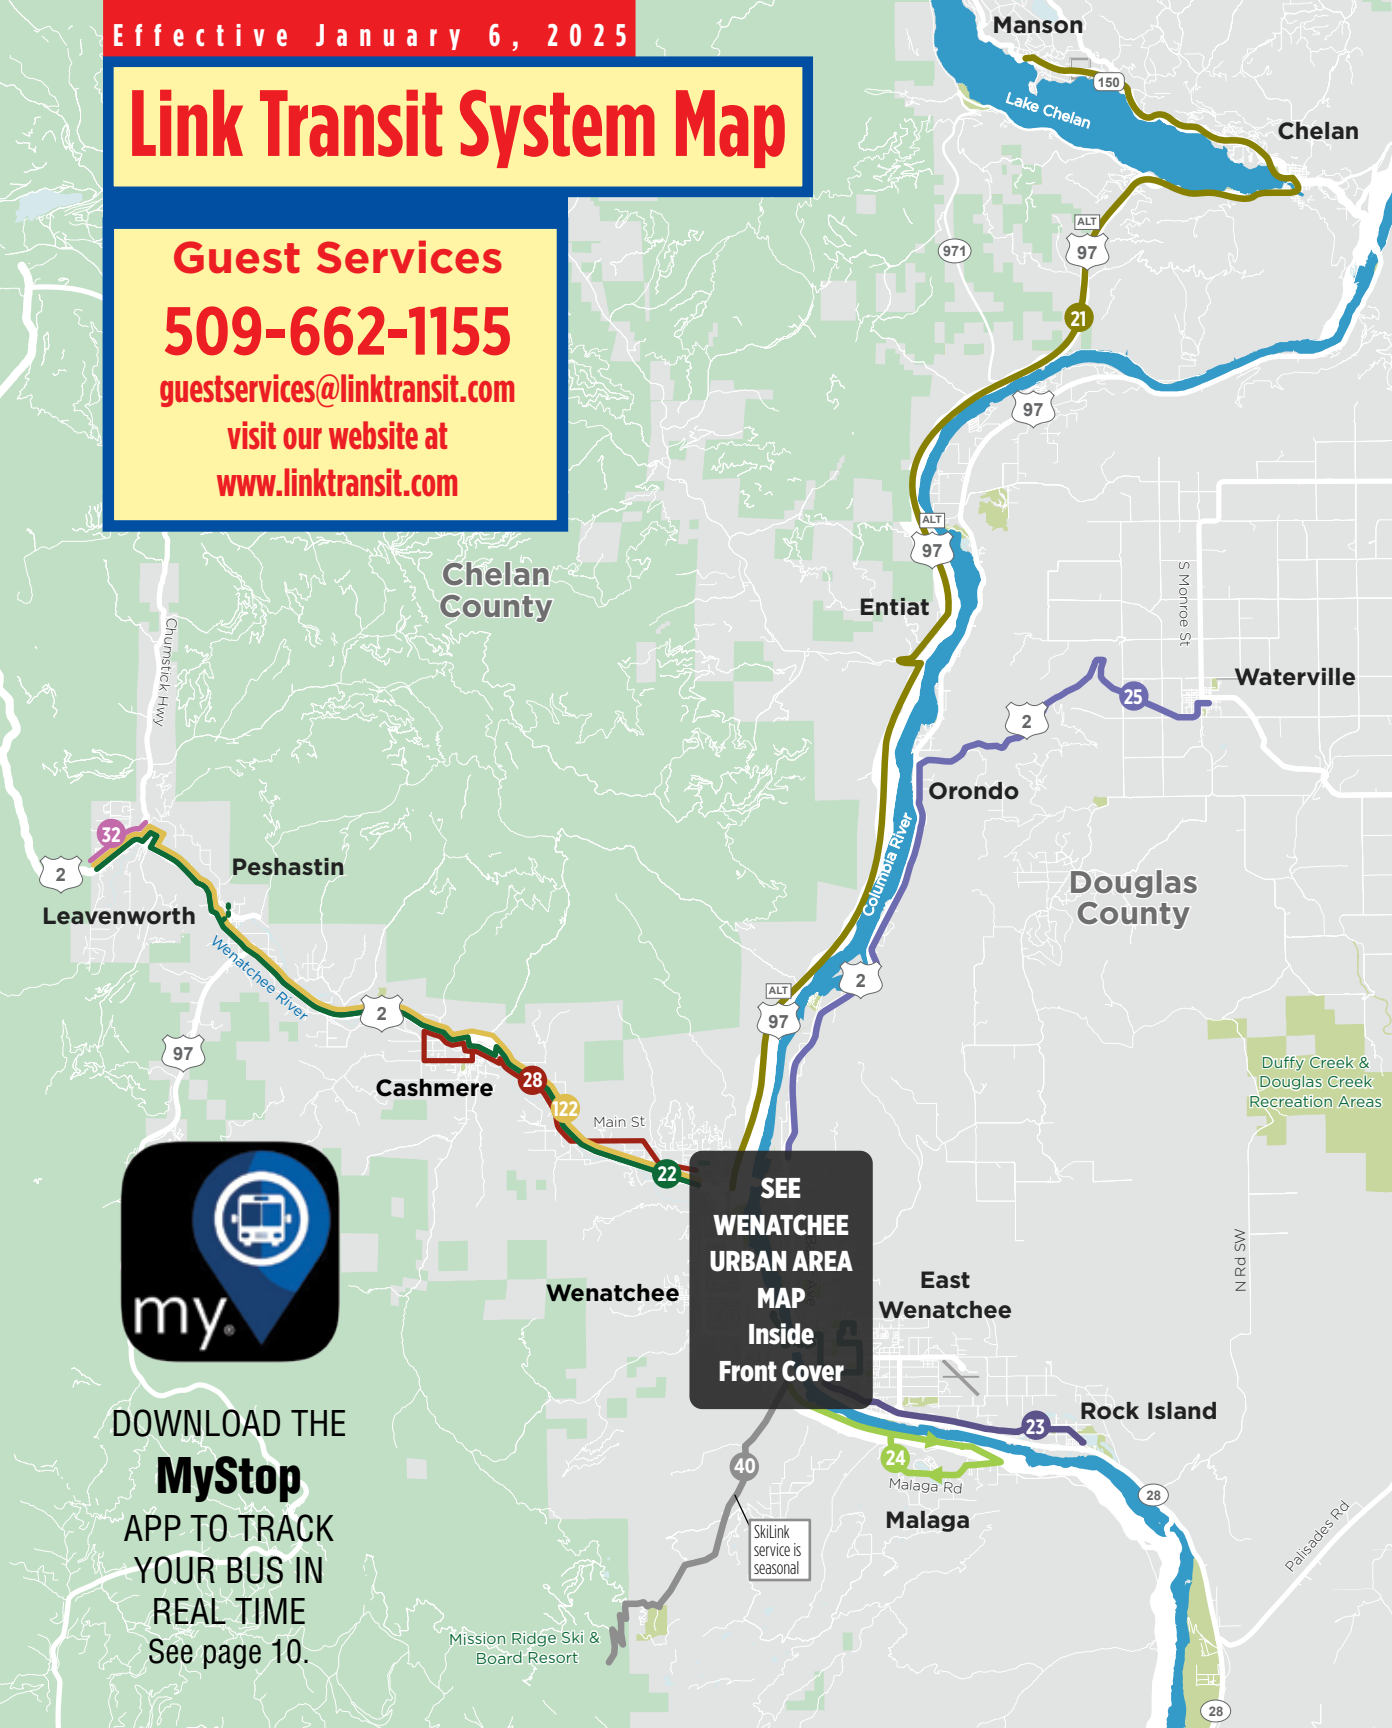 Effective January 6, 2025
Link Transit System Map
Guest Services
509-662-1155
guestservices@linktransit.com
visit our website at
www.linktransit.com
Manson
150
Lake Chelan
Chelan
ALT
97
971
21
97
ALT
97
Chelan
County
Entiat
S Monroe St
Waterville
25
2
Orondo
Chumstick Hwy
32
2
Peshastin
Leavenworth
Wenatchee River
Columbia River
Douglas
County
2
ALT
97
2
97
Cashmere
28
122
Main St
22
Duffy Creek &
Douglas Creek
Recreation Areas
N Rd SW
SEE
WENATCHEE
URBAN AREA
MAP
Inside
Front Cover
Wenatchee
East
Wenatchee
my
Rock Island
23
24
Malaga Rd
Malaga
40
28
Palisades Rd
SkiLink
service is
seasonal
Mission Ridge Ski &
Board Resort
28
DOWNLOAD THE
MyStop
APP TO TRACK
YOUR BUS IN
REAL TIME
See page 10.